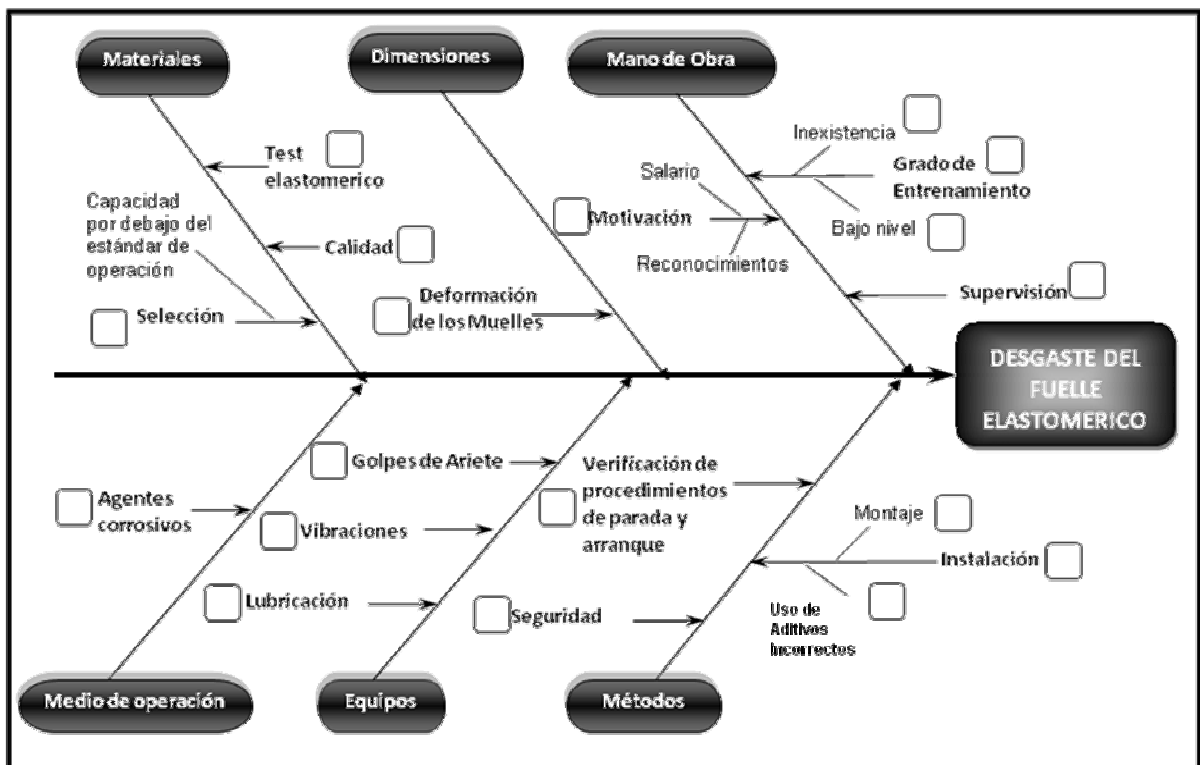 Materiales
Dimensiones
Mano de Obra
Test
elastomerico
Capacidad
por debajo del
estándar de
operación
Calidad
Selección
Deformación
de los Muelles
Inexistencia
Grado de
Entrenamiento
Salario
Motivación
Bajo nivel
Reconocimientos
Supervisión
DESGASTE DEL
FUELLE
ELASTOMERICO
Agentes
corrosivos
Golpes de Ariete
Vibraciones
Lubricación
Verificación de
procedimientos
de parada y
arranque
Montaje
Instalación
Uso de
Aditivos
Incorrectos
Seguridad
Medio de operación
Equipos
Métodos